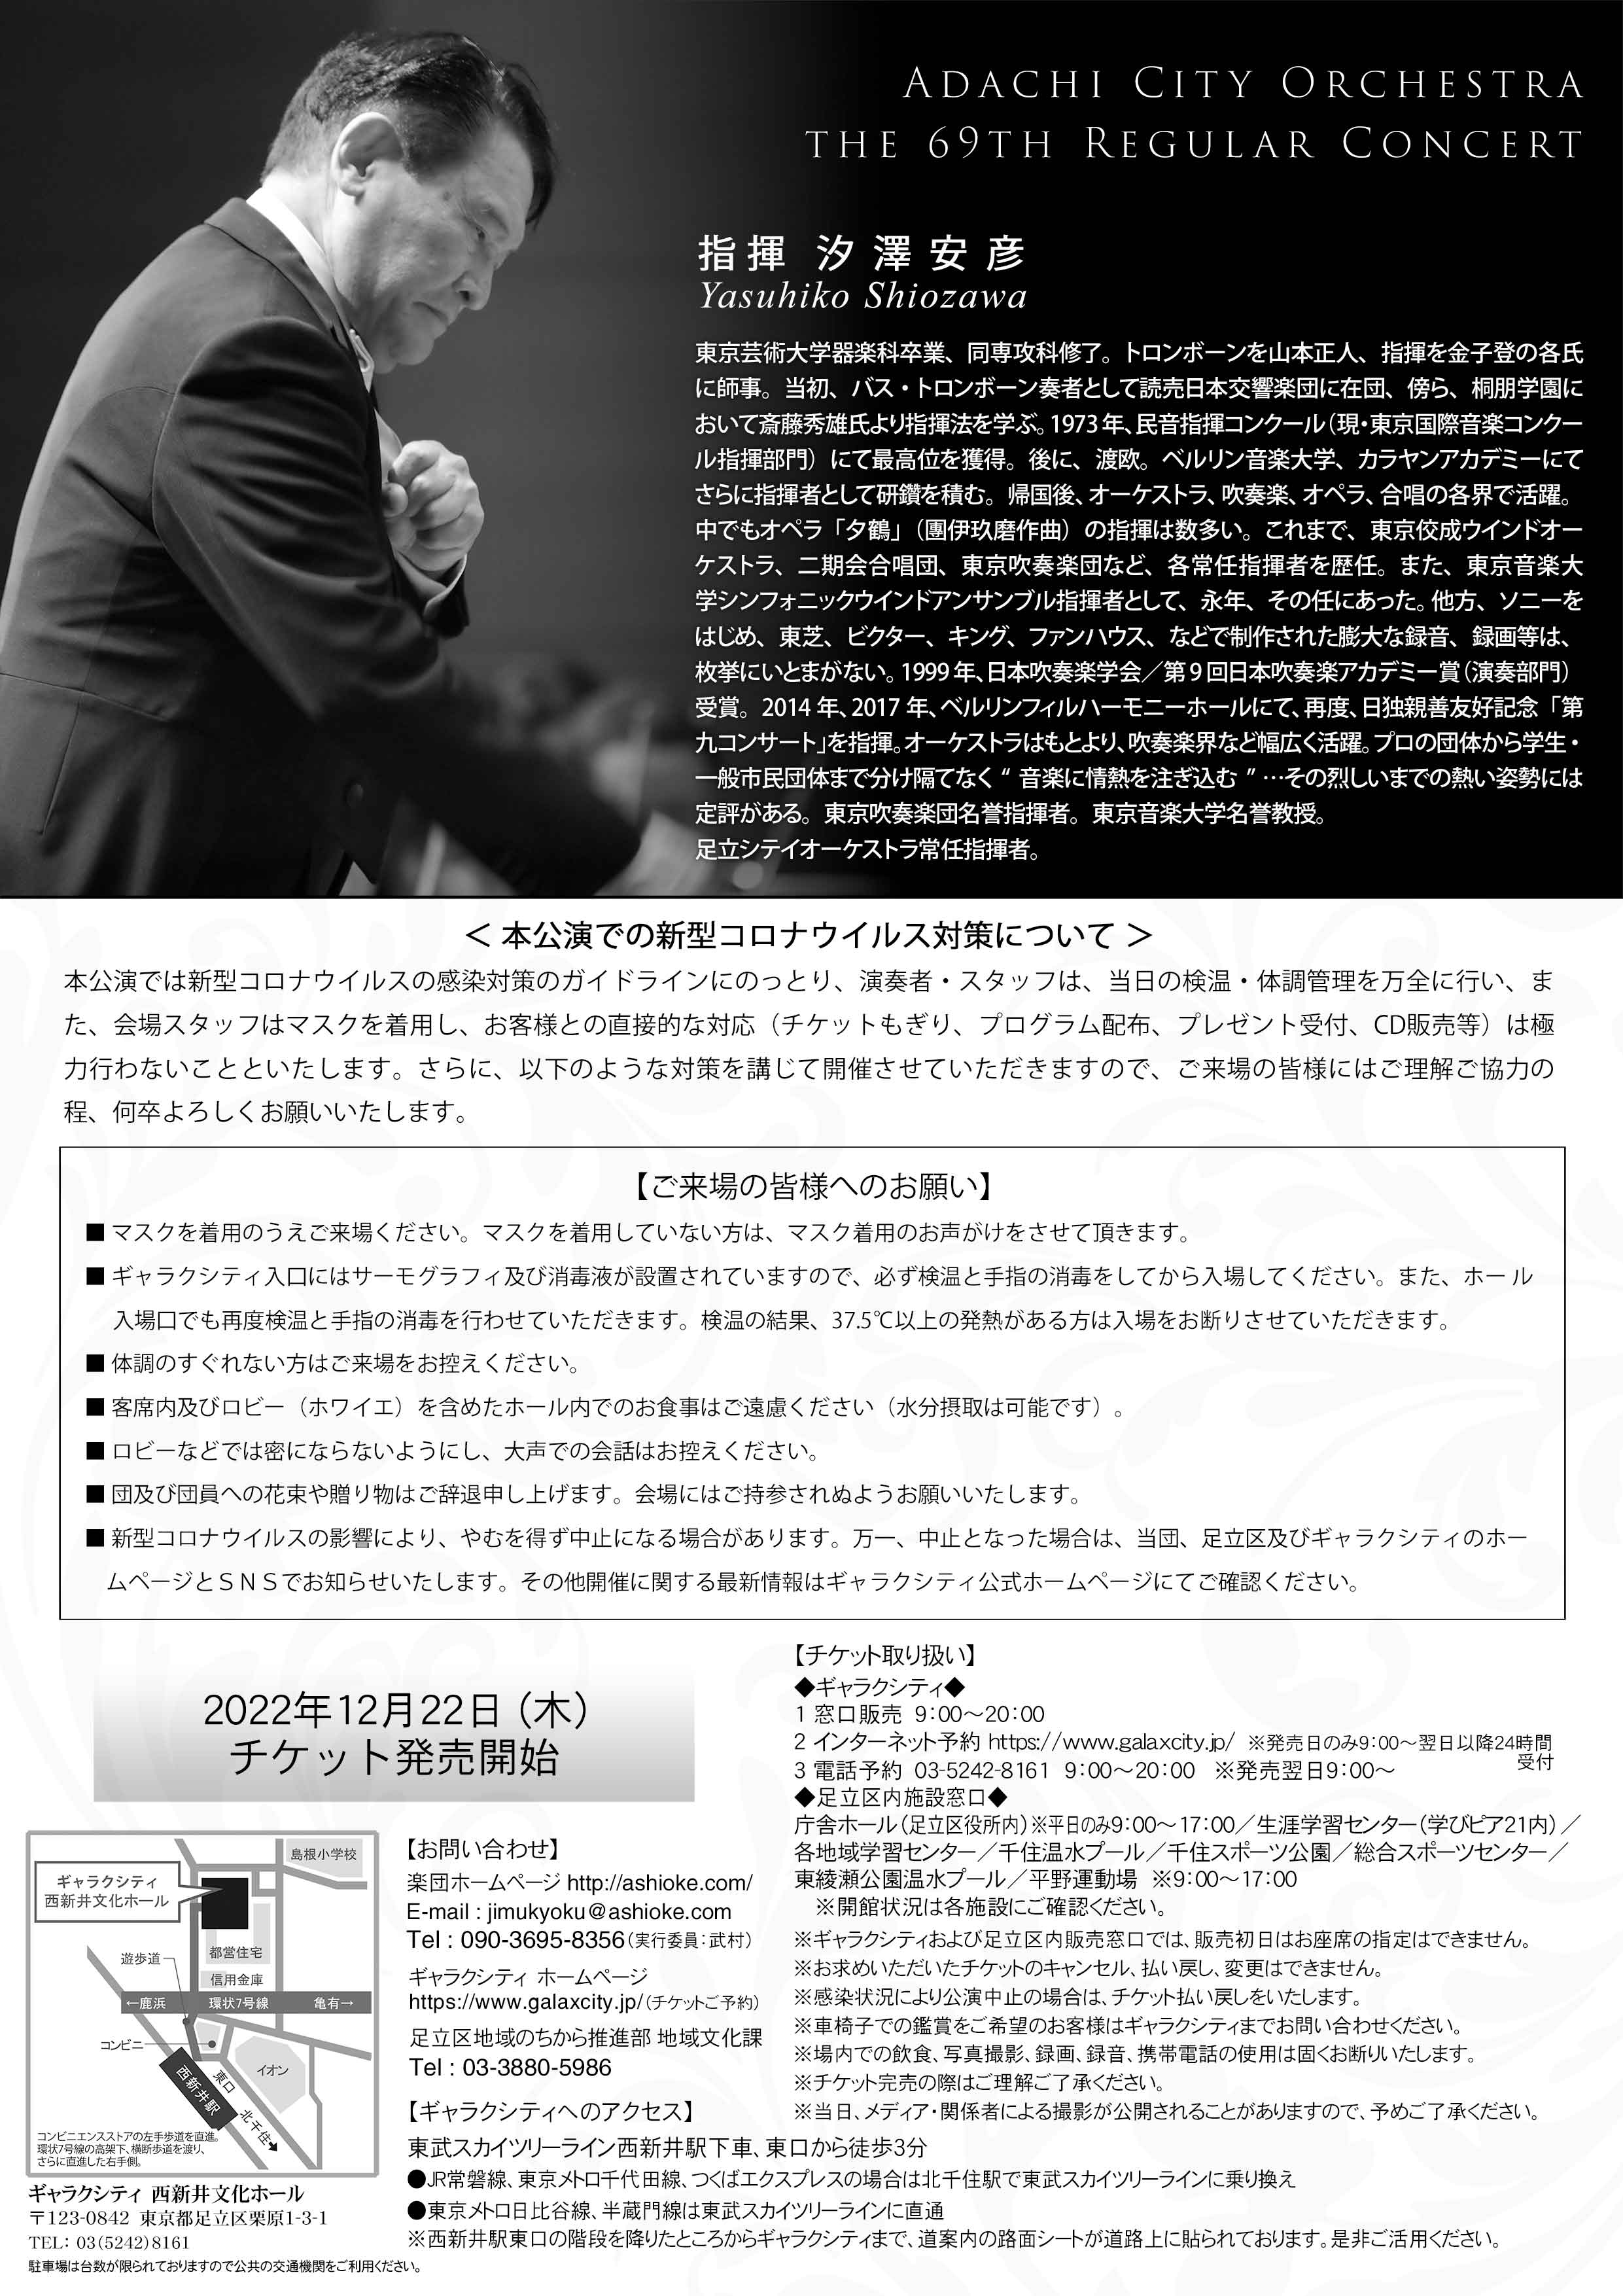 ADACHI CITY ORCHESTRA
THE 69TH REGULAR CONCERT
指揮 汐澤安彦
Yasuhiko Shiozawa
東京芸術大学器楽科卒業、同専攻科修了。トロンボーンを山本正人、指揮を金子登の各氏
に師事。当初、バス・トロンボーン奏者として読売日本交響楽団に在団、傍ら、桐朋学園に
おいて斎藤秀雄氏より指揮法を学ぶ。1973年、民音指揮コンクール（現・東京国際音楽コンクー
ル指揮部門）にて最高位を獲得。後に、渡欧。ベルリン音楽大学、カラヤンアカデミーにて
さらに指揮者として研鑽を積む。帰国後、オーケストラ、吹奏楽、オペラ、合唱の各界で活躍。
中でもオペラ「夕鶴」（團伊玖磨作曲）の指揮は数多い。これまで、東京佼成ウインドオー
ケストラ、二期会合唱団、東京吹奏楽団など、各常任指揮者を歴任。また、東京音楽大
学シンフォニックウインドアンサンブル指揮者として、永年、その任にあった。他方、ソニーを
はじめ、東芝、ビクター、キング、ファンハウス、などで制作された膨大な録音、録画等は、
枚挙にいとまがない。1999年、日本吹奏楽学会／第9回日本吹奏楽アカデミー賞（演奏部門）
受賞。2014年、2017年、ベルリンフィルハーモニーホールにて、再度、日独親善友好記念「第
九コンサート」を指揮。オーケストラはもとより、吹奏楽界など幅広く活躍。プロの団体から学生・
一般市民団体まで分け隔てなく“ 音楽に情熱を注ぎ込む ”…その烈しいまでの熱い姿勢には
定評がある。東京吹奏楽団名誉指揮者。東京音楽大学名誉教授。
足立シテイオーケストラ常任指揮者。
＜ 本公演での新型コロナウイルス対策について ＞
本公演では新型コロナウイルスの感染対策のガイドラインにのっとり、演奏者・スタッフは、当日の検温・体調管理を万全に行い、ま
た、会場スタッフはマスクを着用し、お客様との直接的な対応（チケットもぎり、プログラム配布、プレゼント受付、CD販売等）は極
力行わないことといたします。さらに、以下のような対策を講じて開催させていただきますので、ご来場の皆様にはご理解ご協力の
程、何卒よろしくお願いいたします。
【ご来場の皆様へのお願い】
■ マスクを着用のうえご来場ください。マスクを着用していない方は、マスク着用のお声がけをさせて頂きます。
■ ギャラクシティ入口にはサーモグラフィ及び消毒液が設置されていますので、必ず検温と手指の消毒をしてから入場してください。また、ホール
入場口でも再度検温と手指の消毒を行わせていただきます。検温の結果、37.5℃以上の発熱がある方は入場をお断りさせていただきます。
■ 体調のすぐれない方はご来場をお控えください。
■ 客席内及びロビー（ホワイエ）を含めたホール内でのお食事はご遠慮ください（水分摂取は可能です）。
■ ロビーなどでは密にならないようにし、大声での会話はお控えください。
■ 団及び団員への花束や贈り物はご辞退申し上げます。会場にはご持参されぬようお願いいたします。
■ 新型コロナウイルスの影響により、やむを得ず中止になる場合があります。万一、中止となった場合は、当団、足立区及びギャラクシティのホー
ムページとＳＮＳでお知らせいたします。その他開催に関する最新情報はギャラクシティ公式ホームページにてご確認ください。
2022年12月22日（木）
チケット発売開始
【チケット取り扱い】
◆ギャラクシティ◆
1 窓口販売 9:00〜20:00
2 インターネット予約 https://www.galaxcity.jp/ ※発売日のみ9:00〜翌日以降24時間
受付
3 電話予約 03-5242-8161 9:00〜20:00 ※発売翌日9:00〜
◆足立区内施設窓口◆
庁舎ホール（足立区役所内）※平日のみ9:00〜17:00／生涯学習センター（学びピア21内）／
各地域学習センター／千住温水プール／千住スポーツ公園／総合スポーツセンター／
東綾瀬公園温水プール／平野運動場 ※9:00〜17:00
※開館状況は各施設にご確認ください。
※ギャラクシティおよび足立区内販売窓口では、販売初日はお座席の指定はできません。
※お求めいただいたチケットのキャンセル、払い戻し、変更はできません。
※感染状況により公演中止の場合は、チケット払い戻しをいたします。
※車椅子での鑑賞をご希望のお客様はギャラクシティまでお問い合わせください。
※場内での飲食、写真撮影、録画、録音、携帯電話の使用は固くお断りいたします。
※チケット完売の際はご理解ご了承ください。
※当日、メディア・関係者による撮影が公開されることがありますので、予めご了承ください。
【お問い合わせ】
楽団ホームページ http://ashioke.com/
E-mail : jimukyoku@ashioke.com
Tel : 090-3695-8356（実行委員：武村）
ギャラクシティ ホームページ
https://www.galaxcity.jp/（チケットご予約）
足立区地域のちから推進部 地域文化課
Tel : 03-3880-5986
【ギャラクシティへのアクセス】
東武スカイツリーライン西新井駅下車、東口から徒歩3分
●JR常磐線、東京メトロ千代田線、つくばエクスプレスの場合は北千住駅で東武スカイツリーラインに乗り換え
●東京メトロ日比谷線、半蔵門線は東武スカイツリーラインに直通
※西新井駅東口の階段を降りたところからギャラクシティまで、道案内の路面シートが道路上に貼られております。是非ご活用ください。
島根小学校
ギャラクシティ
西新井文化ホール
都営住宅
遊歩道
信用金庫
←鹿浜 環状7号線 亀有→
コンビニ
イオン
東口
西新井駅
北千住
コンビニエンスストアの左手歩道を直進。
環状7号線の高架下、横断歩道を渡り、
さらに直進した右手側。
ギャラクシティ 西新井文化ホール
〒123-0842 東京都足立区栗原1-3-1
TEL: 03(5242)8161
駐車場は台数が限られておりますので公共の交通機関をご利用ください。